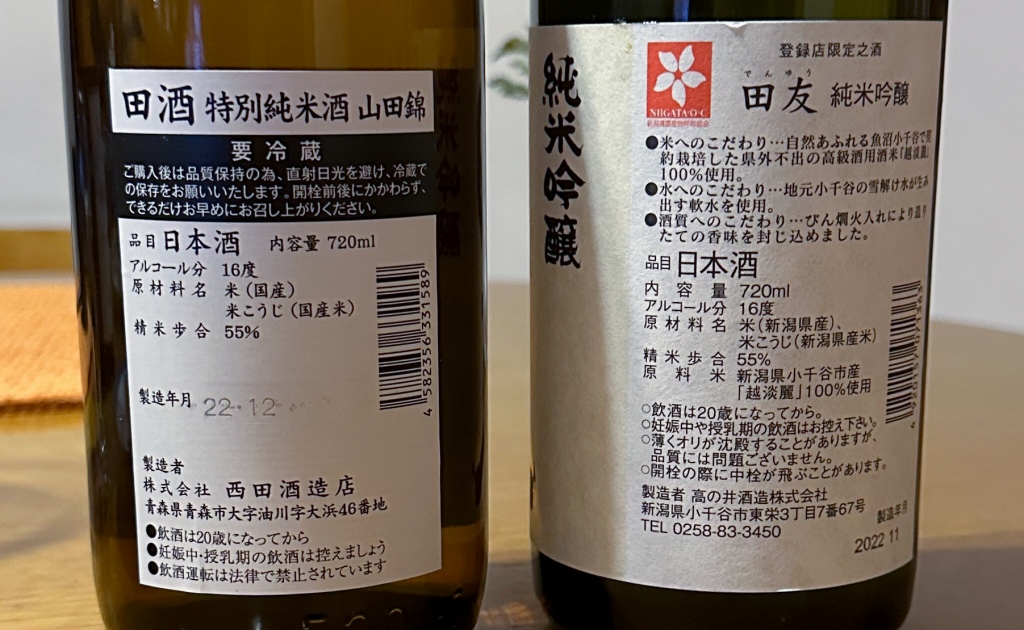 田酒 特別純米酒 山田錦
要冷蔵
ご購入後は品質保持の為、直射日光を避け、冷蔵で
の保存をお願いいたします。開栓前後にかかわらず、
できるだけお早めにお召し上がりください。
品目 日本酒 内容量 720ml
アルコール分 16度
原材料名 米(国産)
米こうじ(国産米)
精米歩合 55%
製造年月 22.12
製造者
株式会社 西田酒造店
青森県青森市大字油川字大浜46番地
●飲酒は20歳になってから
●妊娠中・授乳期の飲酒は控えましょう
●飲酒運転は法律で禁止されています
4 582356 331589
純米吟醸
NIIGATA・O・C
新潟清酒産地呼称協会
登録店限定之酒
でんゆう
田友 純米吟醸
●米へのこだわり…自然あふれる魚沼小千谷で契
約栽培した県外不出の高級酒用酒米『越淡麗』
100%使用。
●水へのこだわり…地元小千谷の雪解け水が生み
出す軟水を使用。
●酒質へのこだわり…びん燗火入れにより造り
たての香味を封じ込めました。
品目 日本酒
内容量 720ml
アルコール分 16度
原材料名 米(新潟県産)、
米こうじ(新潟県産米)
精米歩合 55%
原料米 新潟県小千谷市産
「越淡麗」100%使用
○飲酒は20歳になってから。
○妊娠中や授乳期の飲酒はお控え下さい。
○薄くオリが沈殿することがありますが、
品質には問題ございません。
○開栓の際に中栓が飛ぶことがあります。
製造者 高の井酒造株式会社
新潟県小千谷市東栄3丁目7番67号
TEL 0258-83-3450
製造年月
2022 11